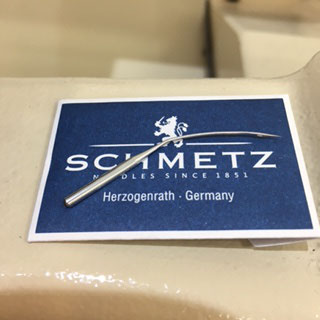 SCHMETZ
NEEDLES SINCE 1851
Herzogenrath · Germany